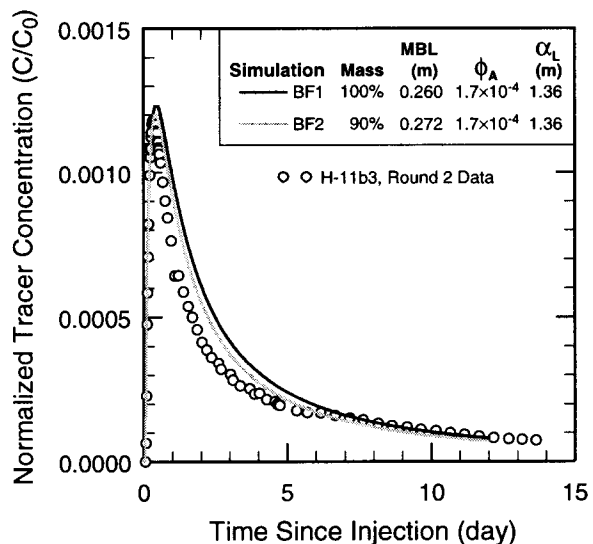 Normalized Tracer Concentration (C/C₀)
0.0015
0.0010
0.0005
0.0000
MBL ϕA αL
Simulation Mass (m) (m)
BF1 100% 0.260 1.7×10⁻⁴ 1.36
BF2 90% 0.272 1.7×10⁻⁴ 1.36
H-11b3, Round 2 Data
0 5 10 15
Time Since Injection (day)